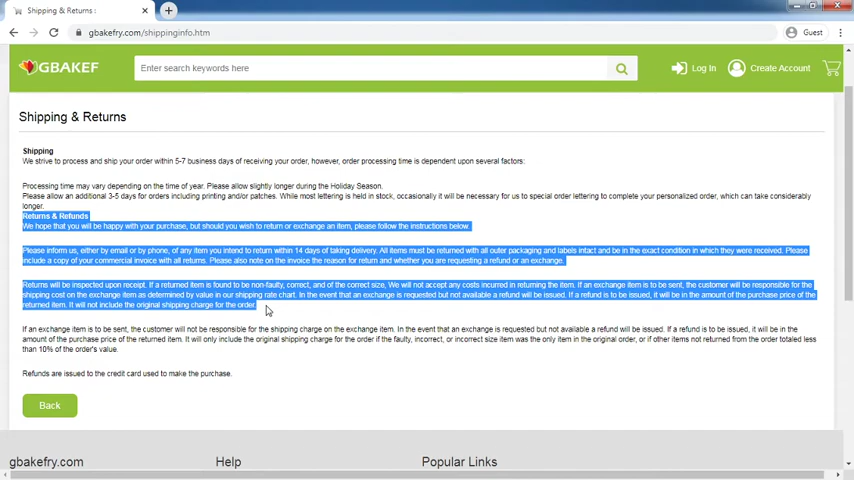 Shipping & Returns :
gbakefry.com/shippinginfo.htm
Guest
GBAKEF
Enter search keywords here
Log In
Create Account
Shipping & Returns
Shipping
We strive to process and ship your order within 5-7 business days of receiving your order, however, order processing time is dependent upon several factors:
Processing time may vary depending on the time of year. Please allow slightly longer during the Holiday Season.
Please allow an additional 3-5 days for orders including printing and/or patches. While most lettering is held in stock, occasionally it will be necessary for us to special order lettering to complete your personalized order, which can take considerably
longer.
Returns & Refunds
We hope that you will be happy with your purchase, but should you wish to return or exchange an item, please follow the instructions below.
Please inform us, either by email or by phone, of any item you intend to return within 14 days of taking delivery. All items must be returned with all outer packaging and labels intact and be in the exact condition in which they were received. Please
include a copy of your commercial invoice with all returns. Please also note on the invoice the reason for return and whether you are requesting a refund or an exchange.
Returns will be inspected upon receipt. If a returned item is found to be non-faulty, correct, and of the correct size, We will not accept any costs incurred in returning the item. If an exchange item is to be sent, the customer will be responsible for the
shipping cost on the exchange item as determined by value in our shipping rate chart. In the event that an exchange is requested but not available a refund will be issued. If a refund is to be issued, it will be in the amount of the purchase price of the
returned item. It will not include the original shipping charge for the order.
If an exchange item is to be sent, the customer will not be responsible for the shipping charge on the exchange item. In the event that an exchange is requested but not available a refund will be issued. If a refund is to be issued, it will be in the
amount of the purchase price of the returned item. It will only include the original shipping charge for the order if the faulty, incorrect, or incorrect size item was the only item in the original order, or if other items not returned from the order totaled less
than 10% of the order's value.
Refunds are issued to the credit card used to make the purchase.
Back
gbakefry.com
Help
Popular Links